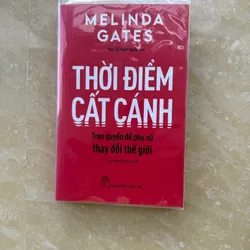 MELINDA
GATES
THỜI ĐIỂM
CẤT CÁNH
Trao quyền để phụ nữ
thay đổi thế giới